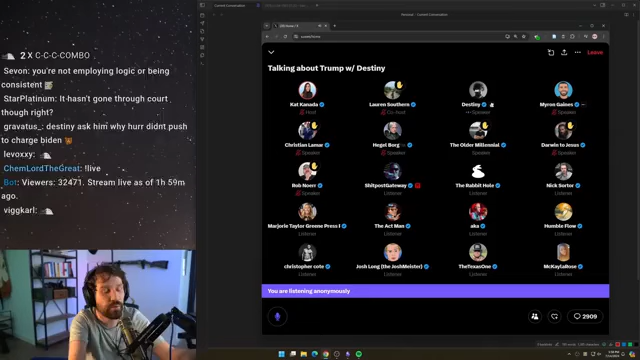 2 X C-C-C-COMBO
Sevon: you're not employing logic or being
consistent
StarPlatinum: It hasn't gone through court
though right?
gravatus_: destiny ask him why hurr didnt push
to charge biden
levoxxy:
ChemLordTheGreat: !live
Bot: Viewers: 32471. Stream live as of 1h 59m
ago.
viggkarl:
Leave
Talking about Trump w/ Destiny
Kat Kanada
Host
Lauren Southern
Co-host
Destiny
Speaker
Myron Gaines
Speaker
Christian Lamar
Speaker
Hegel Borg
Speaker
The Older Millennial
Speaker
Darwin to Jesus
Speaker
Rob Noerr
Speaker
ShitpostGateway
Listener
The Rabbit Hole
Listener
Nick Sortor
Listener
Marjorie Taylor Greene Press
Listener
The Act Man
Listener
aka
Listener
Humble Flow
Listener
christopher cote
Listener
Josh Long (the JoshMeister)
Listener
TheTexasOne
Listener
McKaylaRose
Listener
You are listening anonymously
2909